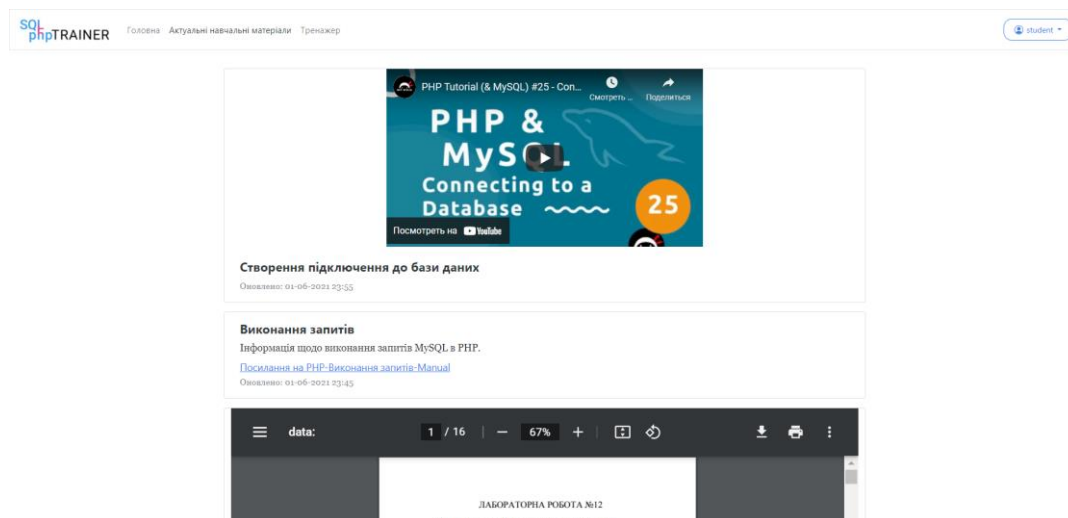 SQL
phpTRAINER Головна Актуальні навчальні матеріали Тренажер student
PHP Tutorial (& MySQL) #25 - Con...
Смотреть ... Поделиться
PHP &
MySQL
Connecting to a
Database 25
Посмотреть на YouTube
Створення підключення до бази даних
Оновлено: 01-06-2021 23:55
Виконання запитів
Інформація щодо виконання запитів MySQL в PHP.
Посилання на PHP-Виконання запитів-Manual
Оновлено: 01-06-2021 23:45
data: 1 / 16 | − 67% + |
ЛАБОРАТОРНА РОБОТА №12